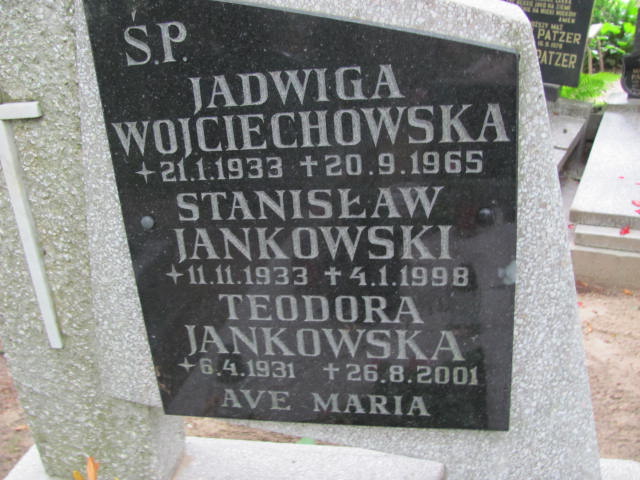 Ś.P.
JADWIGA
WOJCIECHOWSKA
+21.1.1933 +20.9.1965
STANISŁAW
JANKOWSKI
+11.11.1933 +4.1.1998
TEODORA
JANKOWSKA
+6.4.1931 +26.8.2001
AVE MARIA
PATZER
PATZER